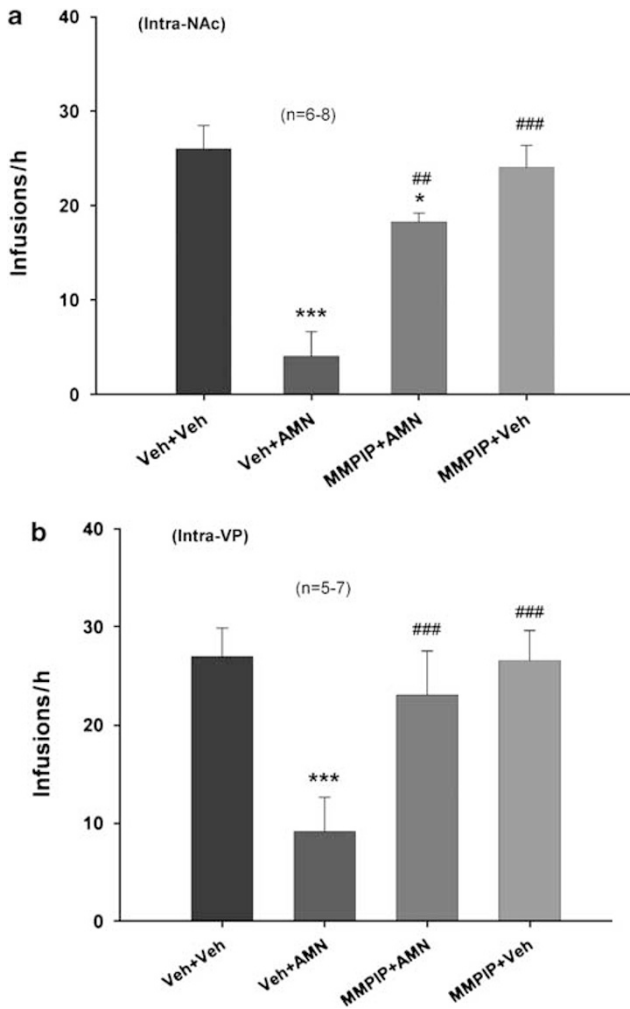 a
(Intra-NAc)
40
(n=6-8)
30
###
##
*
20
10
***
0
Infusions/h
Veh+Veh
Veh+AMN
MMPIP+AMN
MMPIP+Veh
b
(Intra-VP)
40
(n=5-7)
30
###
###
20
***
10
0
Infusions/h
Veh+Veh
Veh+AMN
MMPIP+AMN
MMPIP+Veh